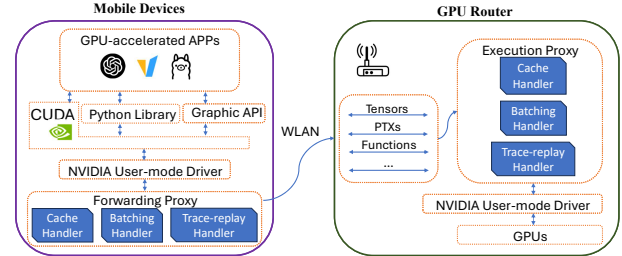 Mobile Devices
GPU-accelerated APPs
CUDA
Python Library
Graphic API
NVIDIA User-mode Driver
Forwarding Proxy
Cache
Handler
Batching
Handler
Trace-replay
Handler
WLAN
GPU Router
Tensors
PTXs
Functions
...
Execution Proxy
Cache
Handler
Batching
Handler
Trace-replay
Handler
NVIDIA User-mode Driver
GPUs